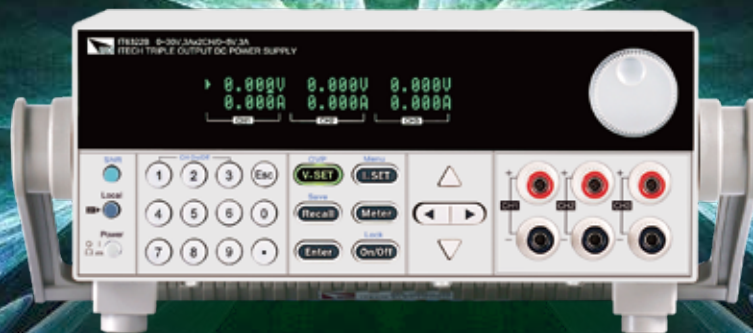 IT6322B 0~30V,3Ax2CH/0~5V,3A
ITECH TRIPLE OUTPUT DC POWER SUPPLY
0.000V 0.000V 0.000V
0.000A 0.000A 0.000A
CH1 CH2 CH3
Shift
Local
Power
CH On/Off
1 2 3 Esc
4 5 6 0
7 8 9 .
OVP Menu
V-SET I.SET
Save
Recall Meter
Lock
Enter On/Off
+ + +
CH1 CH2 CH3
-